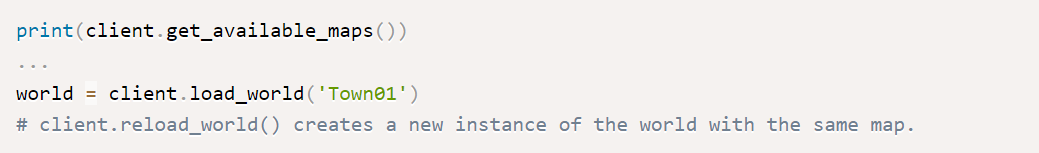 print(client.get_available_maps())
...
world = client.load_world('Town01')
# client.reload_world() creates a new instance of the world with the same map.